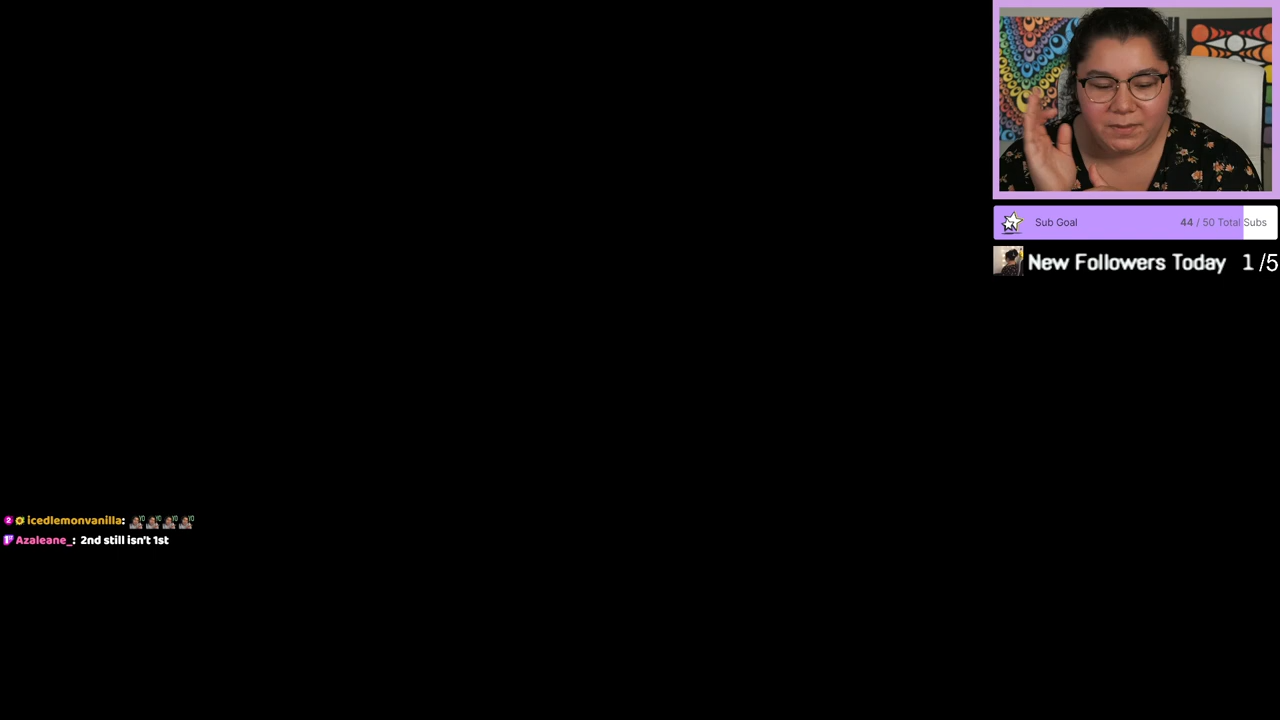 Sub Goal 44 / 50 Total Subs
New Followers Today 1 /5
icedlemonvanilla:
Azaleane_: 2nd still isn't 1st